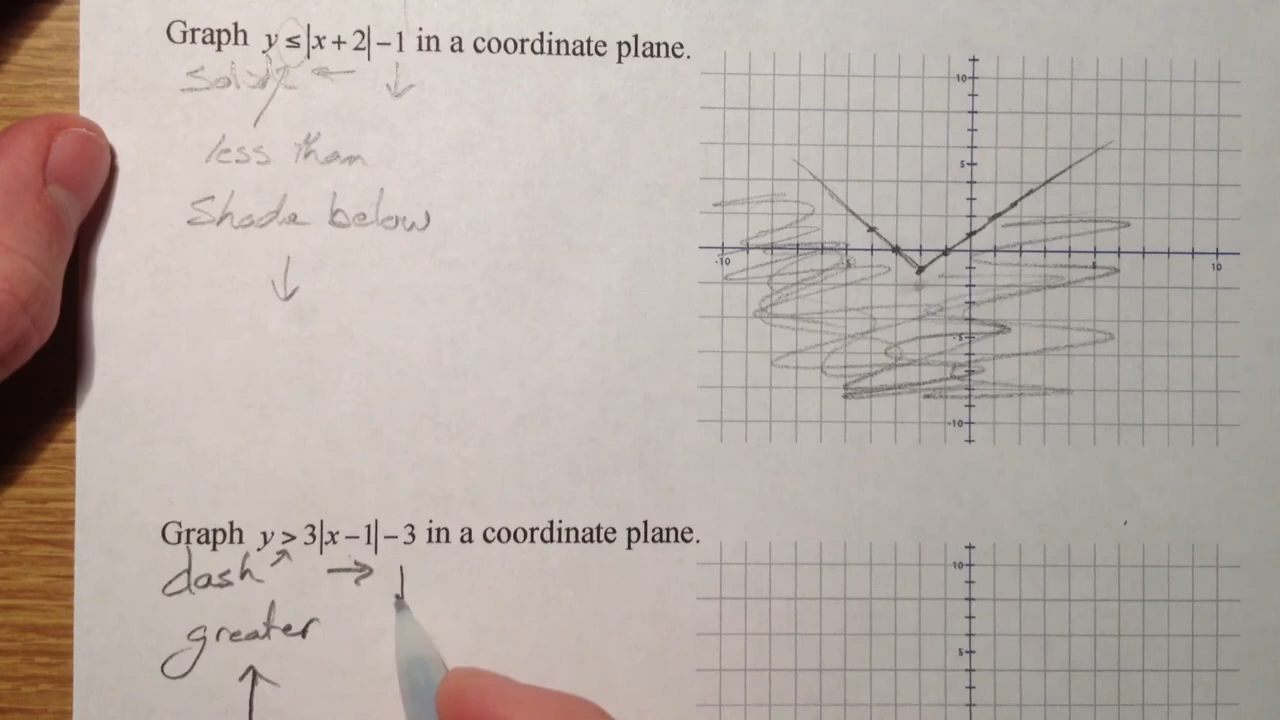 Graph y ≤ |x + 2| − 1 in a coordinate plane.
Solid ← ↓
less than
Shade below
↓
10
5
-10 -5 5 10
-5
-10
Graph y > 3|x − 1| − 3 in a coordinate plane.
dash →
greater
↑
10
5